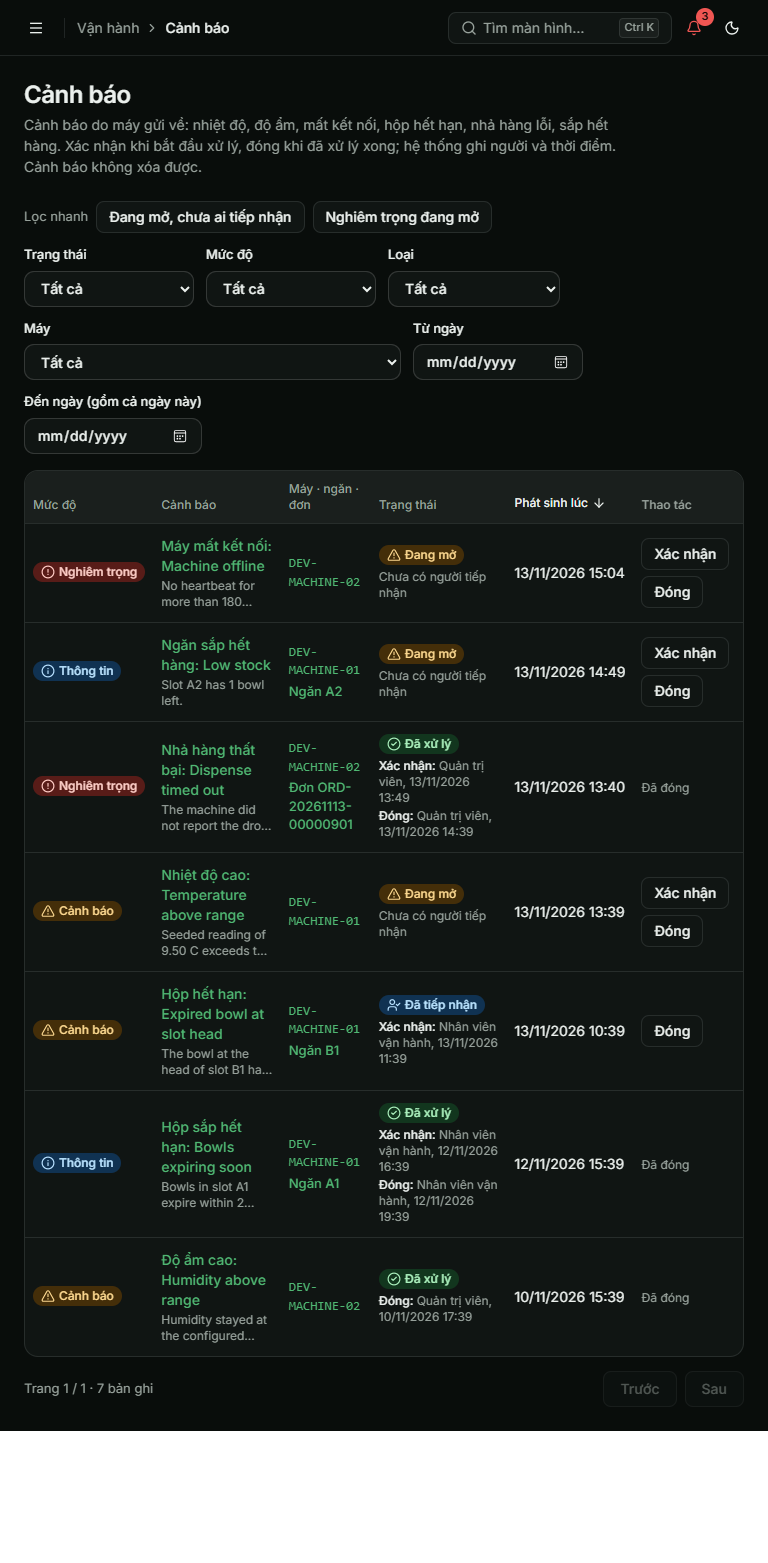 Vận hành > Cảnh báo
Tìm màn hình...
Ctrl K
3
Cảnh báo
Cảnh báo do máy gửi về: nhiệt độ, độ ẩm, mất kết nối, hộp hết hạn, nhả hàng lỗi, sắp hết
hàng. Xác nhận khi bắt đầu xử lý, đóng khi đã xử lý xong; hệ thống ghi người và thời điểm.
Cảnh báo không xóa được.
Lọc nhanh
Đang mở, chưa ai tiếp nhận
Nghiêm trọng đang mở
Trạng thái
Mức độ
Loại
Tất cả
Tất cả
Tất cả
Máy
Từ ngày
Tất cả
mm/dd/yyyy
Đến ngày (gồm cả ngày này)
mm/dd/yyyy
Mức độ
Cảnh báo
Máy · ngăn ·
đơn
Trạng thái
Phát sinh lúc ↓
Thao tác
Nghiêm trọng
Máy mất kết nối:
Machine offline
No heartbeat for
more than 180...
DEV-
MACHINE-02
Đang mở
Chưa có người tiếp
nhận
13/11/2026 15:04
Xác nhận
Đóng
Thông tin
Ngăn sắp hết
hàng: Low stock
Slot A2 has 1 bowl
left.
DEV-
MACHINE-01
Ngăn A2
Đang mở
Chưa có người tiếp
nhận
13/11/2026 14:49
Xác nhận
Đóng
Nghiêm trọng
Nhả hàng thất
bại: Dispense
timed out
The machine did
not report the dro...
DEV-
MACHINE-02
Đơn ORD-
20261113-
00000901
Đã xử lý
Xác nhận: Quản trị
viên, 13/11/2026
13:49
Đóng: Quản trị viên,
13/11/2026 14:39
13/11/2026 13:40
Đã đóng
Cảnh báo
Nhiệt độ cao:
Temperature
above range
Seeded reading of
9.50 C exceeds t...
DEV-
MACHINE-01
Đang mở
Chưa có người tiếp
nhận
13/11/2026 13:39
Xác nhận
Đóng
Cảnh báo
Hộp hết hạn:
Expired bowl at
slot head
The bowl at the
head of slot B1 ha...
DEV-
MACHINE-01
Ngăn B1
Đã tiếp nhận
Xác nhận: Nhân viên
vận hành, 13/11/2026
11:39
13/11/2026 10:39
Đóng
Thông tin
Hộp sắp hết
hạn: Bowls
expiring soon
Bowls in slot A1
expire within 2...
DEV-
MACHINE-01
Ngăn A1
Đã xử lý
Xác nhận: Nhân viên
vận hành, 12/11/2026
16:39
Đóng: Nhân viên vận
hành, 12/11/2026
19:39
12/11/2026 15:39
Đã đóng
Cảnh báo
Độ ẩm cao:
Humidity above
range
Humidity stayed at
the configured...
DEV-
MACHINE-02
Đã xử lý
Đóng: Quản trị viên,
10/11/2026 17:39
10/11/2026 15:39
Đã đóng
Trang 1 / 1 · 7 bản ghi
Trước
Sau